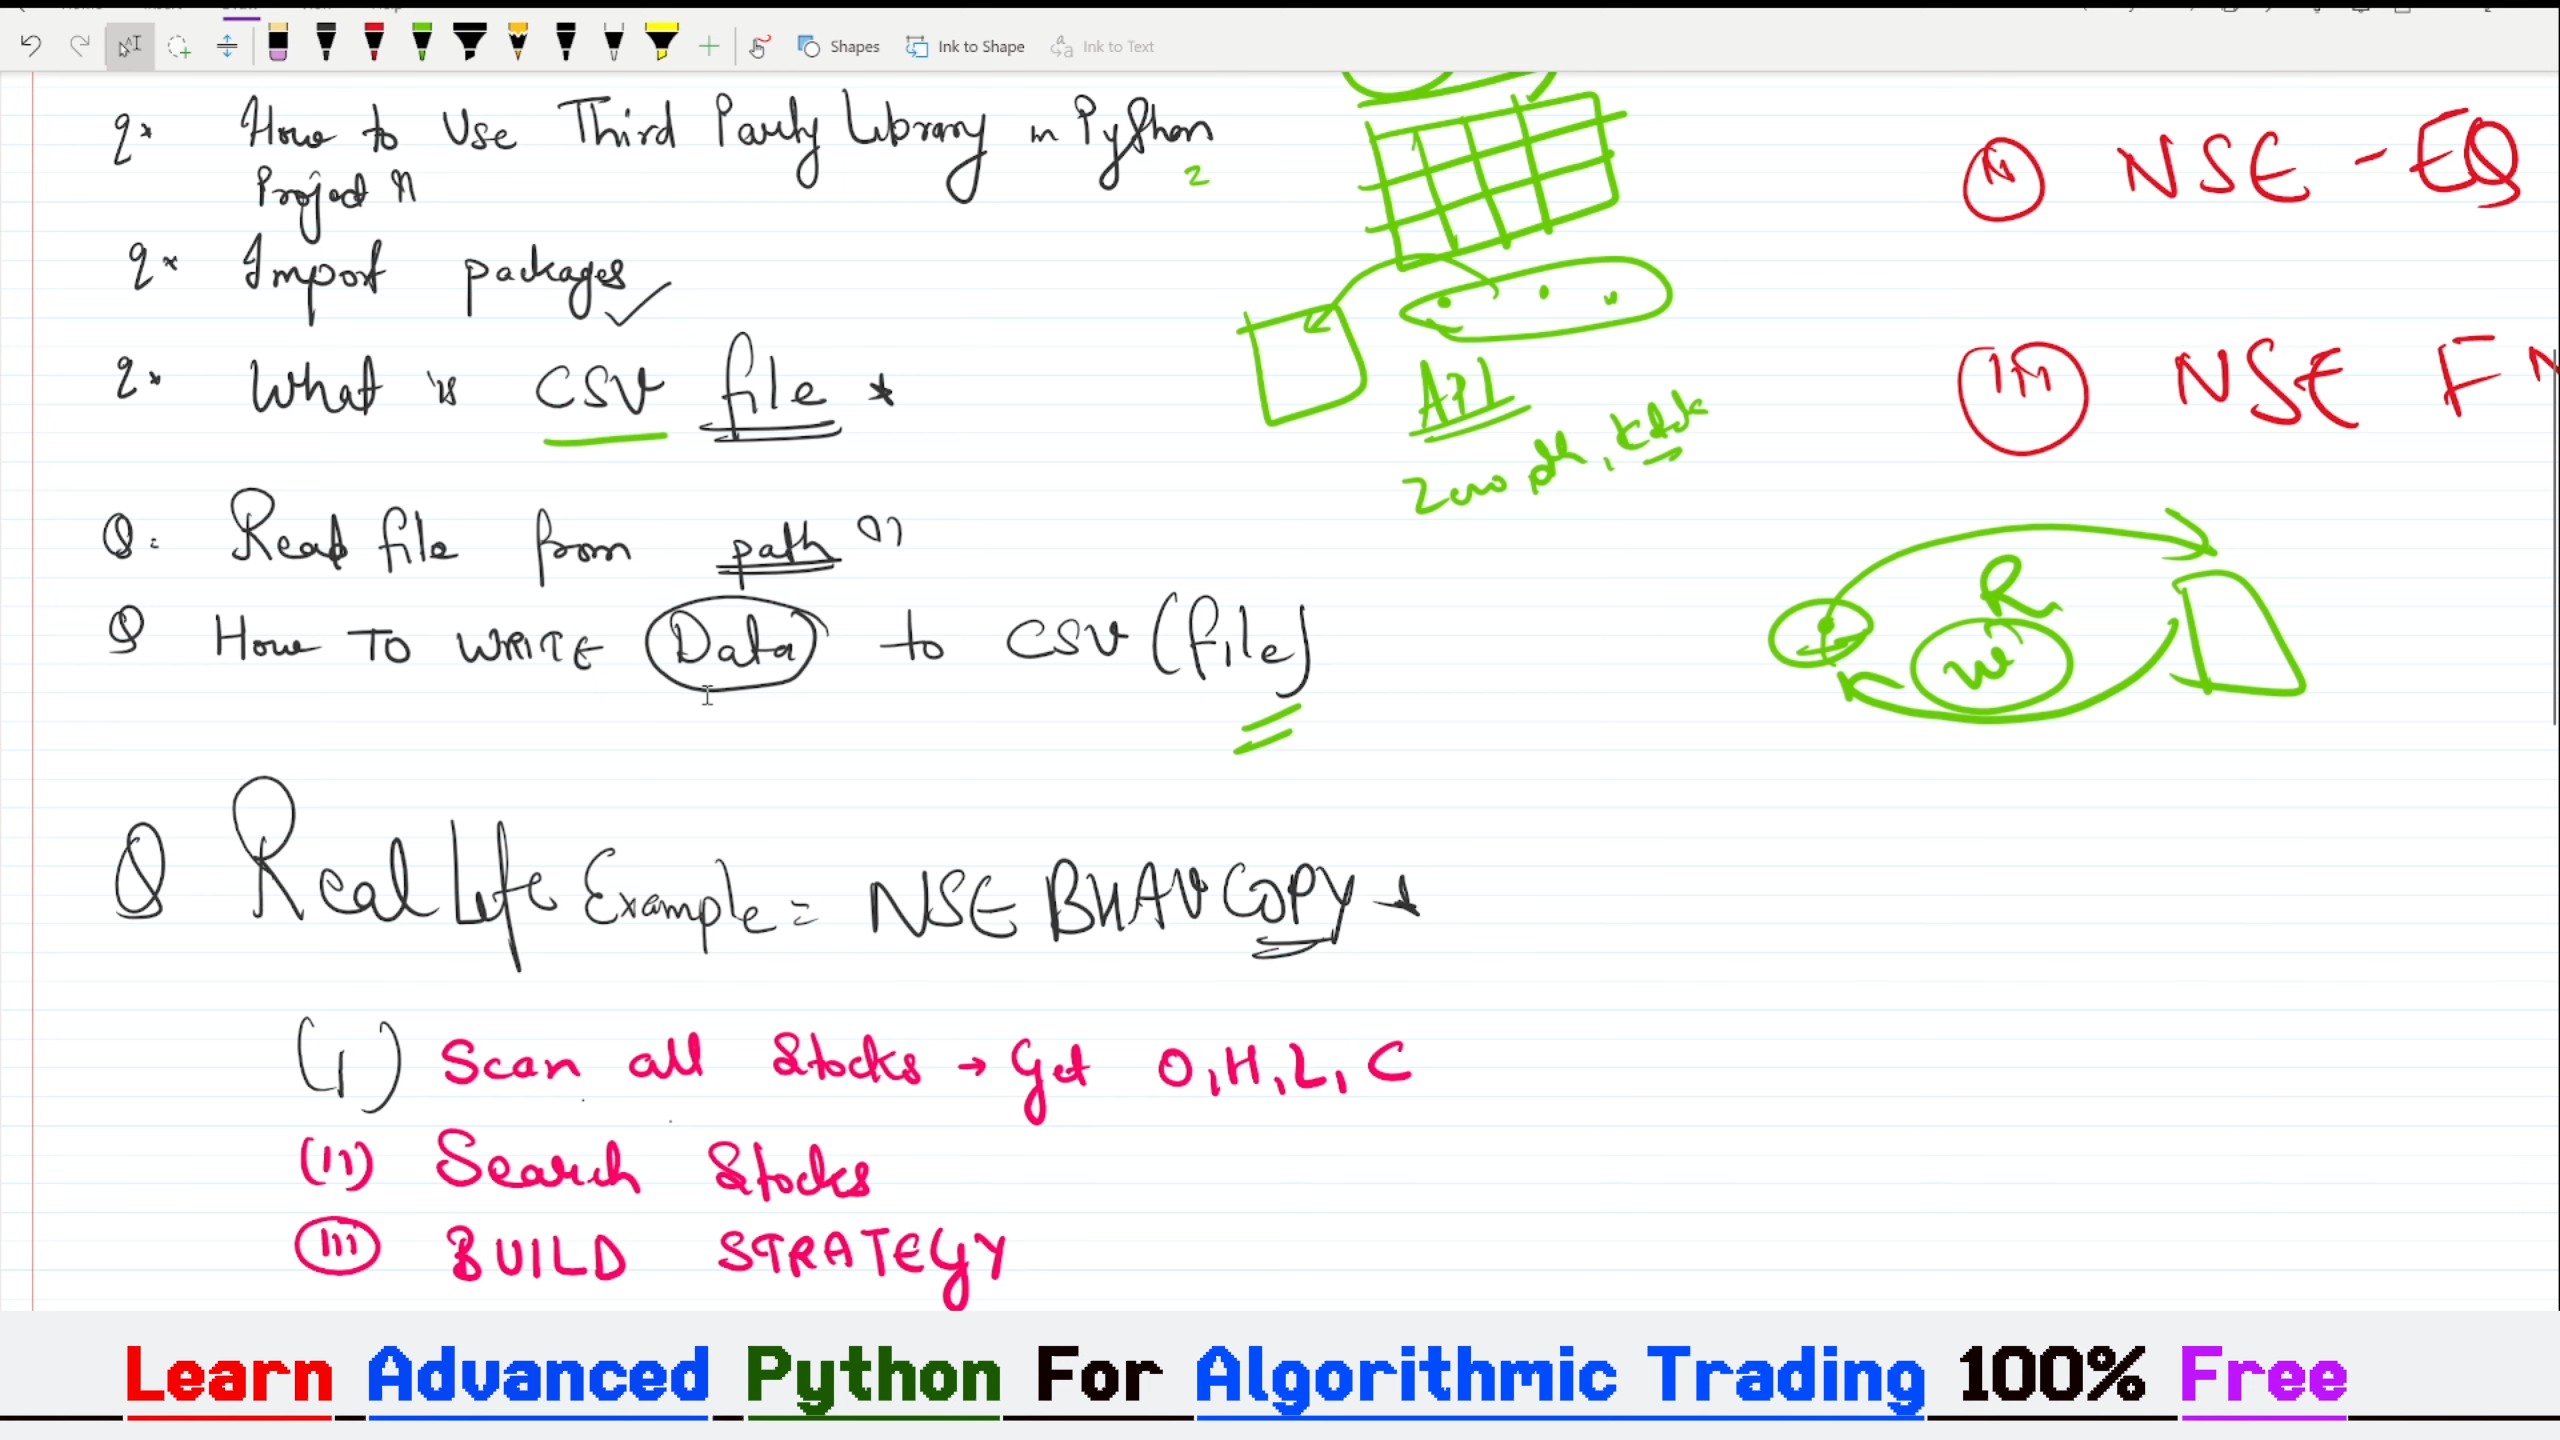 Shapes Ink to Shape Ink to Text
Q* How to Use Third Party Library in Python
Project
Q* Import packages
Q* What is CSV file *
Q. Read file from path
Q How TO WRITE Data to CSV (file)
Q Real Life Example = NSE BHAV COPY *
(I) Scan all Stocks → Get O, H, L, C
(II) Search Stocks
(III) BUILD STRATEGY
API
R
W
NSE - EQ
(III) NSE F
Learn Advanced Python For Algorithmic Trading 100% Free